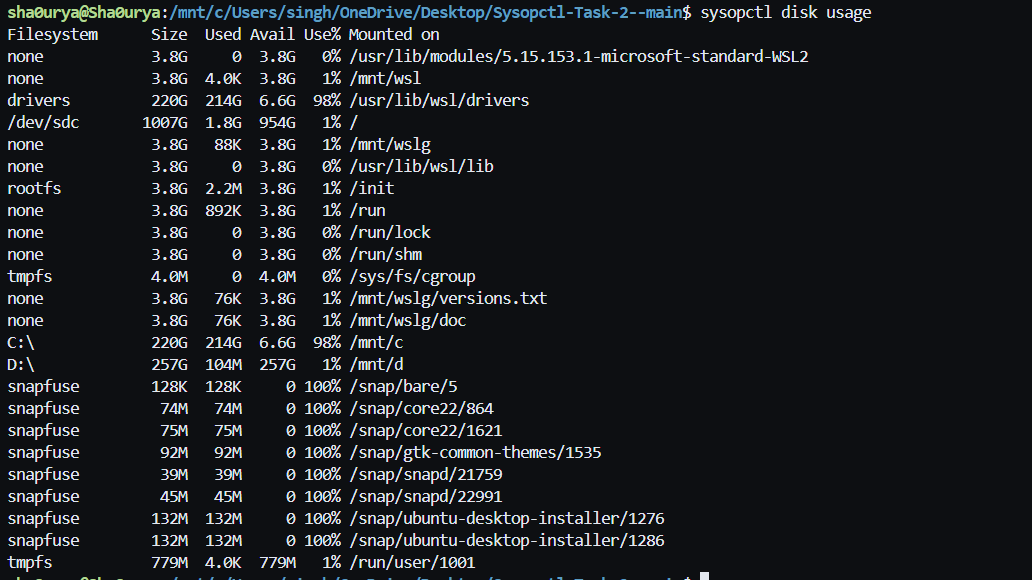 sha0urya@Sha0urya:/mnt/c/Users/singh/OneDrive/Desktop/Sysopctl-Task-2--main$ sysopctl disk usage
Filesystem      Size  Used Avail Use% Mounted on
none            3.8G     0  3.8G   0% /usr/lib/modules/5.15.153.1-microsoft-standard-WSL2
none            3.8G  4.0K  3.8G   1% /mnt/wsl
drivers         220G  214G  6.6G  98% /usr/lib/wsl/drivers
/dev/sdc       1007G  1.8G  954G   1% /
none            3.8G   88K  3.8G   1% /mnt/wslg
none            3.8G     0  3.8G   0% /usr/lib/wsl/lib
rootfs          3.8G  2.2M  3.8G   1% /init
none            3.8G  892K  3.8G   1% /run
none            3.8G     0  3.8G   0% /run/lock
none            3.8G     0  3.8G   0% /run/shm
tmpfs           4.0M     0  4.0M   0% /sys/fs/cgroup
none            3.8G   76K  3.8G   1% /mnt/wslg/versions.txt
none            3.8G   76K  3.8G   1% /mnt/wslg/doc
C:\             220G  214G  6.6G  98% /mnt/c
D:\             257G  104M  257G   1% /mnt/d
snapfuse        128K  128K     0 100% /snap/bare/5
snapfuse         74M   74M     0 100% /snap/core22/864
snapfuse         75M   75M     0 100% /snap/core22/1621
snapfuse         92M   92M     0 100% /snap/gtk-common-themes/1535
snapfuse         39M   39M     0 100% /snap/snapd/21759
snapfuse         45M   45M     0 100% /snap/snapd/22991
snapfuse        132M  132M     0 100% /snap/ubuntu-desktop-installer/1276
snapfuse        132M  132M     0 100% /snap/ubuntu-desktop-installer/1286
tmpfs           779M  4.0K  779M   1% /run/user/1001